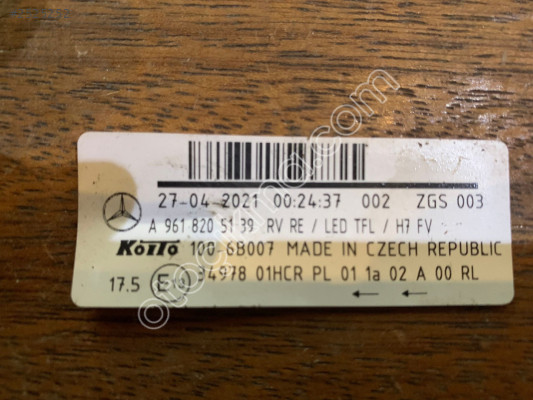 27-04-2021 00:24:37 002 ZGS 003
A 961 820 51 39 RV RE / LED TFL / H7 FV
KOITO 100-6B007 MADE IN CZECH REPUBLIC
17.5 E 34978 01HCR PL 01 1a 02 A 00 RL
← ←